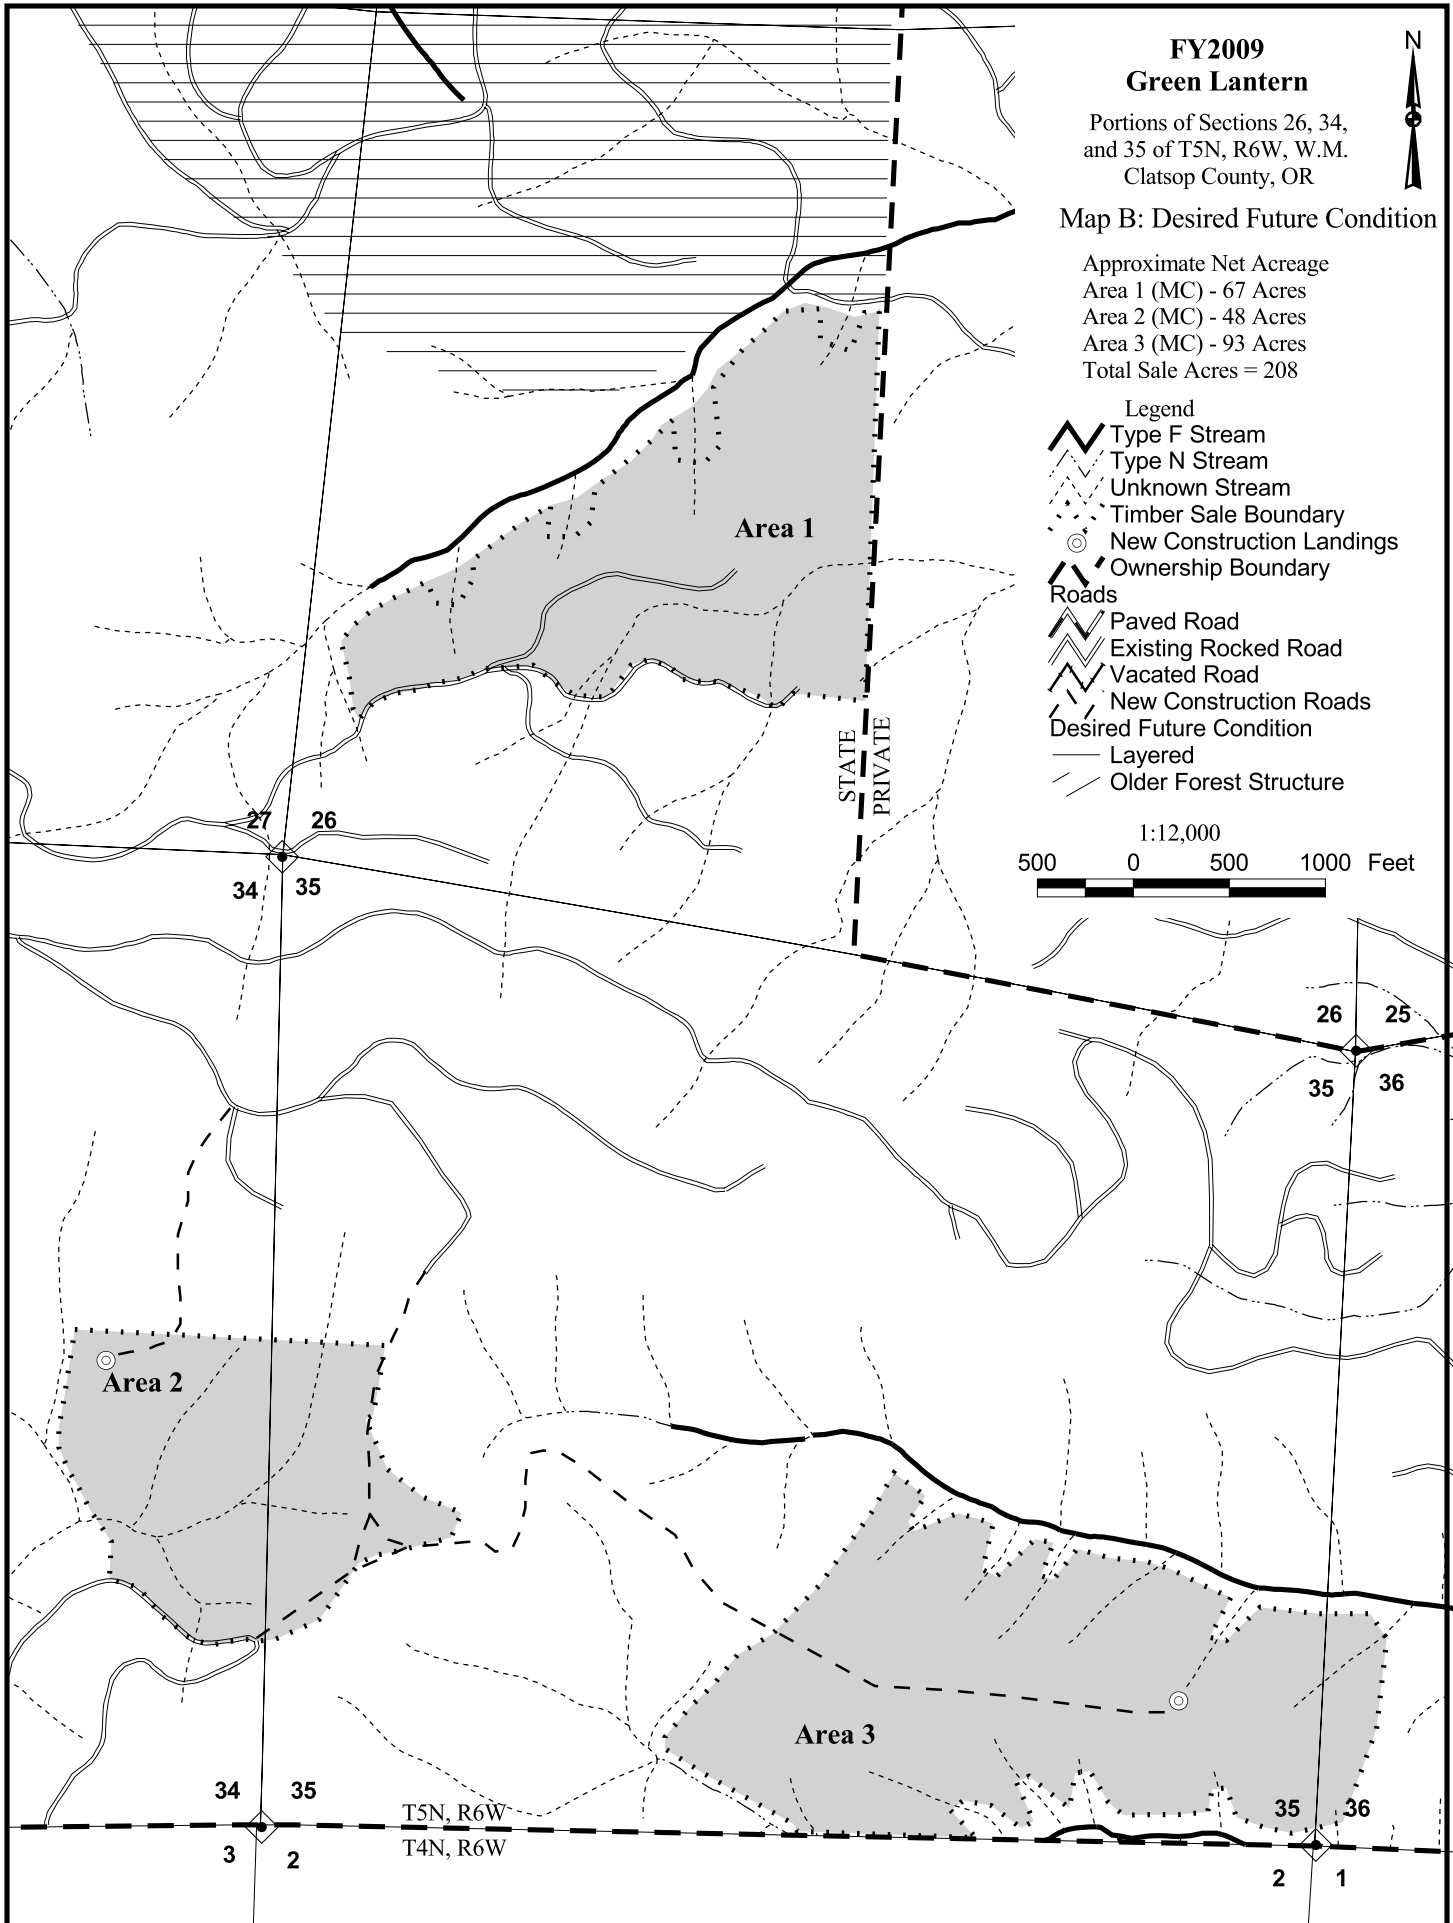 FY2009
Green Lantern
Portions of Sections 26, 34,
and 35 of T5N, R6W, W.M.
Clatsop County, OR
N
Map B: Desired Future Condition
Approximate Net Acreage
Area 1 (MC) - 67 Acres
Area 2 (MC) - 48 Acres
Area 3 (MC) - 93 Acres
Total Sale Acres = 208
Legend
Type F Stream
Type N Stream
Unknown Stream
Timber Sale Boundary
New Construction Landings
Ownership Boundary
Roads
Paved Road
Existing Rocked Road
Vacated Road
New Construction Roads
Desired Future Condition
Layered
Older Forest Structure
1:12,000
500 0 500 1000 Feet
Area 1
STATE
PRIVATE
27 26
34 35
26 25
35 36
Area 2
Area 3
34 35
T5N, R6W
T4N, R6W
3 2
35 36
2 1